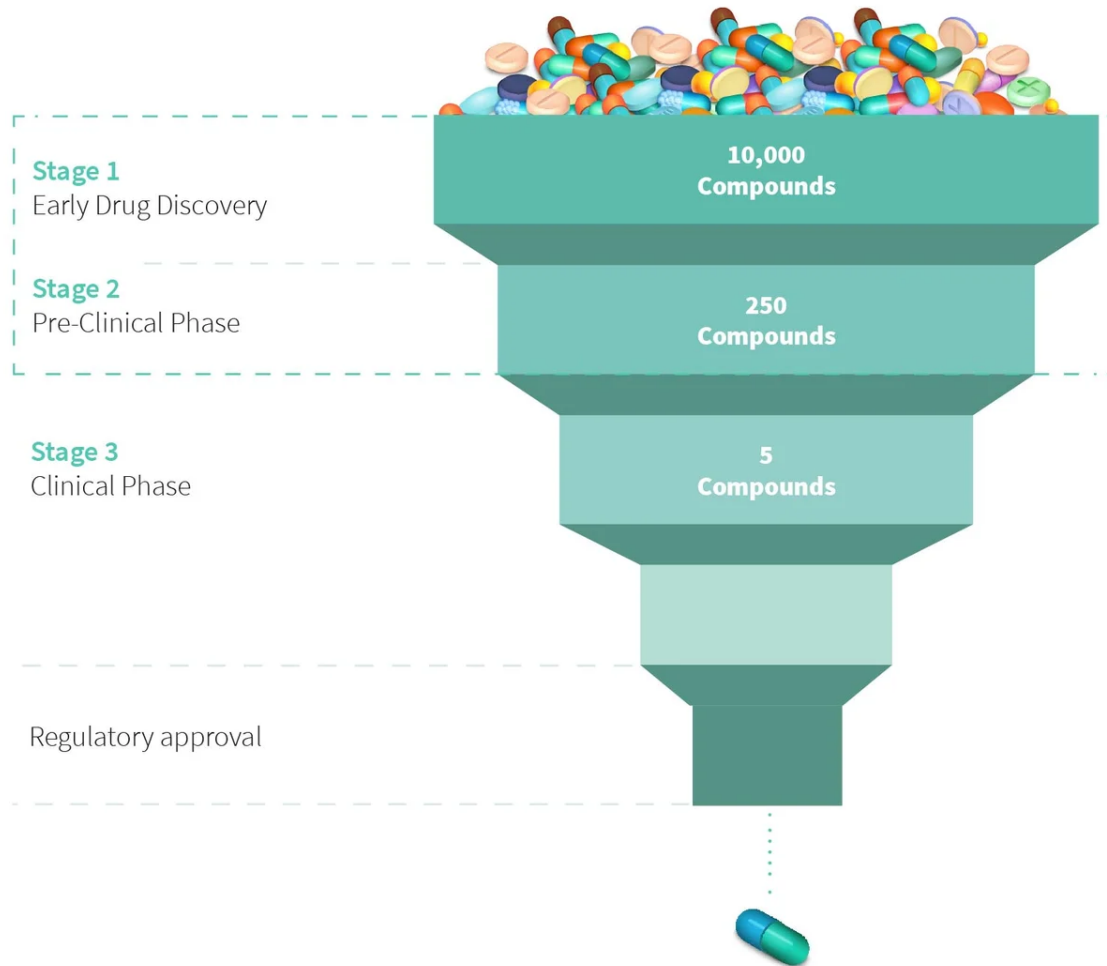 10,000
Compounds
Stage 1
Early Drug Discovery
Stage 2
Pre-Clinical Phase
250
Compounds
Stage 3
Clinical Phase
5
Compounds
Regulatory approval